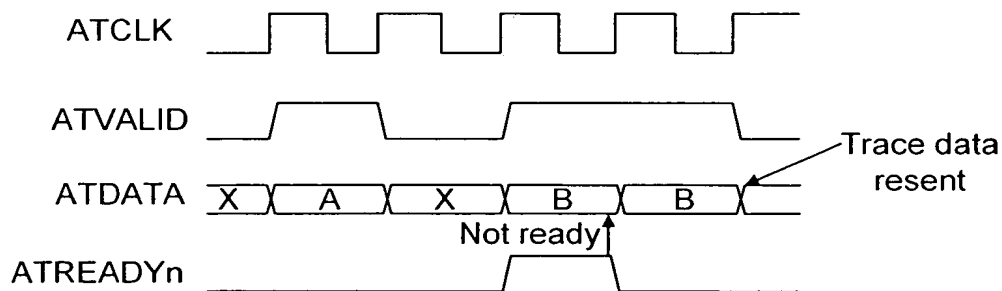 ATCLK
ATVALID
Trace data
resent
ATDATA X A X B B
Not ready
ATREADYn